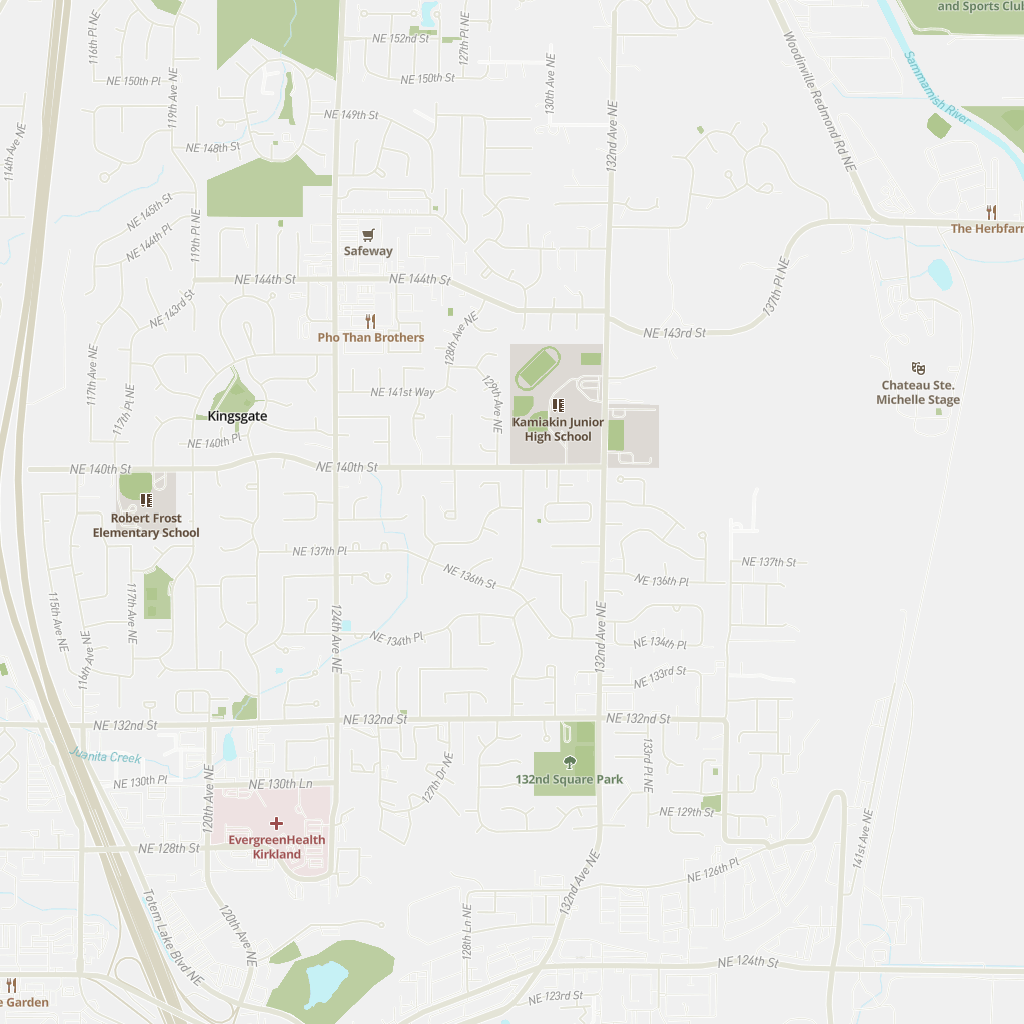 and Sports Club
116th Pl NE
NE 152nd St
127th Pl NE
Woodinville Redmond Rd NE
Sammamish River
NE 150th Pl
NE 150th St
119th Ave NE
130th Ave NE
NE 149th St
132nd Ave NE
114th Ave NE
NE 148th St
NE 145th St
The Herbfarm
NE 144th Pl
119th Pl NE
Safeway
NE 144th St
NE 144th St
137th Pl NE
NE 143rd St
Pho Than Brothers
128th Ave NE
NE 143rd St
117th Ave NE
117th Pl NE
NE 141st Way
129th Ave NE
Chateau Ste.
Michelle Stage
Kingsgate
Kamiakin Junior
High School
NE 140th Pl
NE 140th St
NE 140th St
Robert Frost
Elementary School
NE 137th Pl
NE 137th St
NE 136th St
NE 136th Pl
115th Ave NE
117th Ave NE
124th Ave NE
132nd Ave NE
116th Ave NE
NE 134th Pl
NE 134th Pl
NE 133rd St
NE 132nd St
NE 132nd St
NE 132nd St
Juanita Creek
NE 130th Pl
NE 130th Ln
120th Ave NE
127th Dr NE
133rd Pl NE
132nd Square Park
NE 129th St
EvergreenHealth
Kirkland
NE 128th St
141st Ave NE
NE 126th Pl
132nd Ave NE
Totem Lake Blvd NE
120th Ave NE
128th Ln NE
NE 124th St
NE 123rd St
e Garden